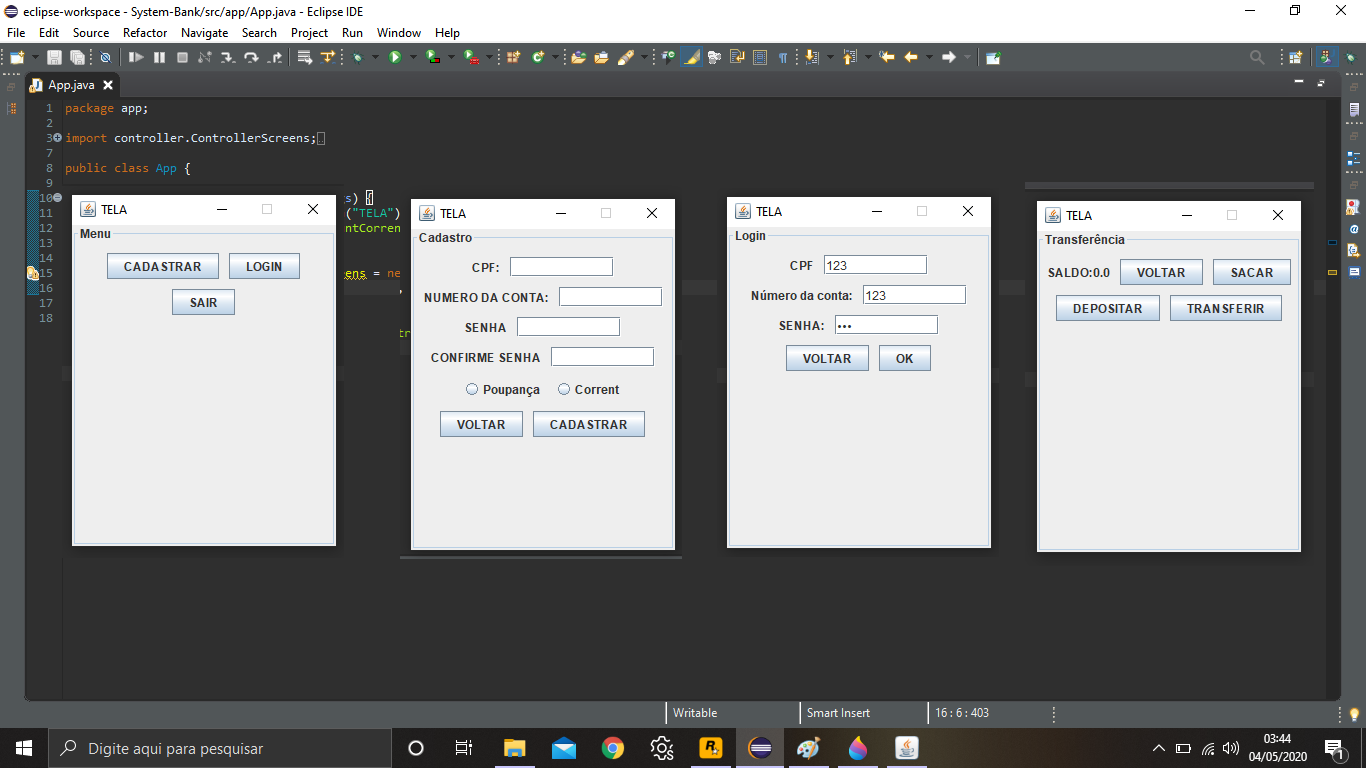 eclipse-workspace - System-Bank/src/app/App.java - Eclipse IDE
File Edit Source Refactor Navigate Search Project Run Window Help
App.java
1 package app;
2
3 import controller.ControllerScreens;
7
8 public class App {
9
10 s) {
11 ("TELA")
12 ntCorren
13
14
15 ens = ne
16 ,
17
18
TELA
Menu
CADASTRAR LOGIN
SAIR
TELA
Cadastro
CPF:
NUMERO DA CONTA:
SENHA
CONFIRME SENHA
Poupança Corrent
VOLTAR CADASTRAR
TELA
Login
CPF 123
Número da conta: 123
SENHA: •••
VOLTAR OK
TELA
Transferência
SALDO:0.0 VOLTAR SACAR
DEPOSITAR TRANSFERIR
Writable Smart Insert 16 : 6 : 403
Digite aqui para pesquisar
03:44
04/05/2020
1